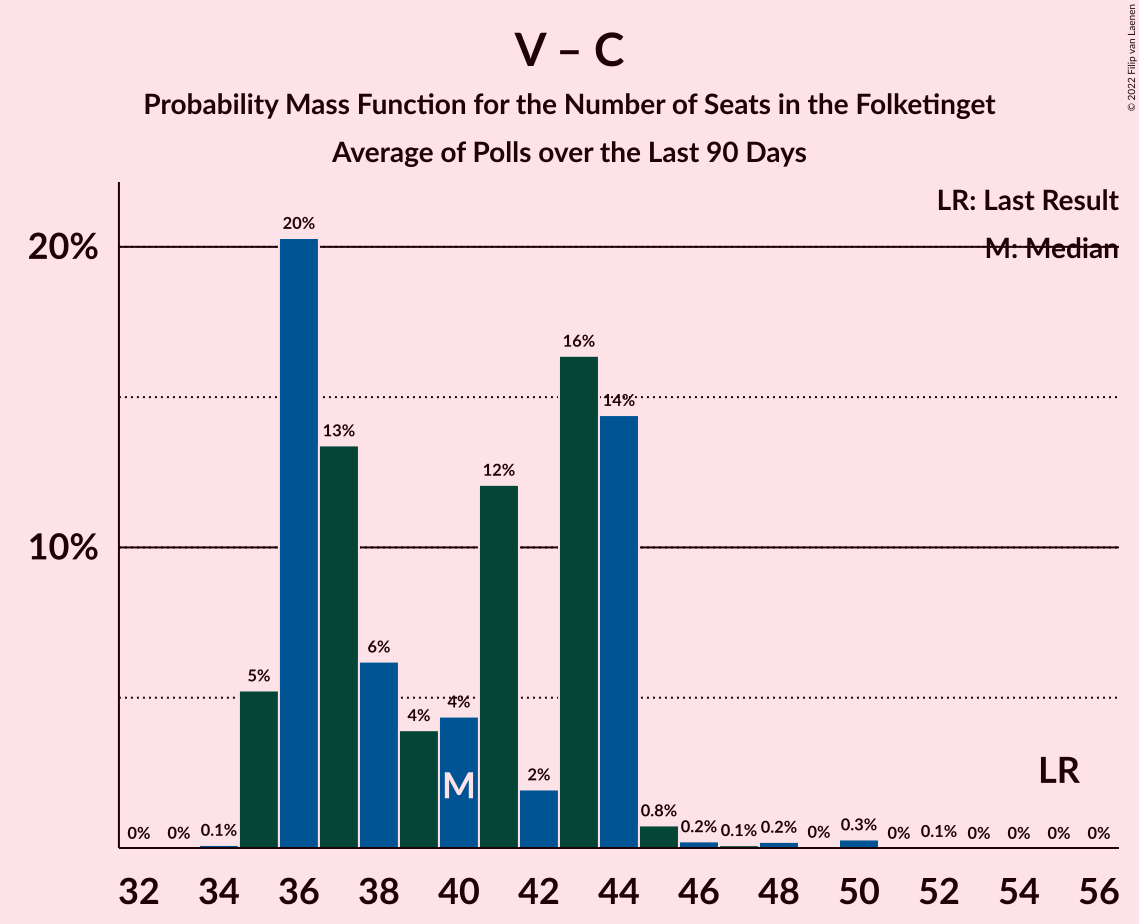 V – C
Probability Mass Function for the Number of Seats in the Folketinget
Average of Polls over the Last 90 Days
© 2022 Filip van Laenen
LR: Last Result
M: Median
20%
10%
0% 0% 0.1% 5% 20% 13% 6% 4% 4% 12% 2% 16% 14% 0.8% 0.2% 0.1% 0.2% 0% 0.3% 0% 0.1% 0% 0% 0% 0%
M
LR
32 34 36 38 40 42 44 46 48 50 52 54 56